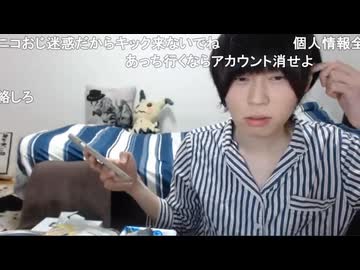 ニコおじ迷惑だからキック来ないでね
個人情報全
あっち行くならアカウント消せよ
略しろ